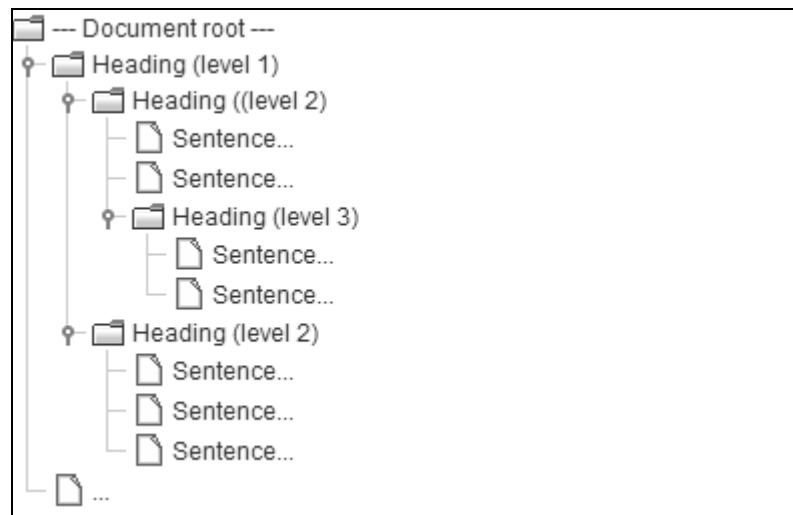 --- Document root ---
Heading (level 1)
Heading ((level 2)
Sentence...
Sentence...
Heading (level 3)
Sentence...
Sentence...
Heading (level 2)
Sentence...
Sentence...
Sentence...
...